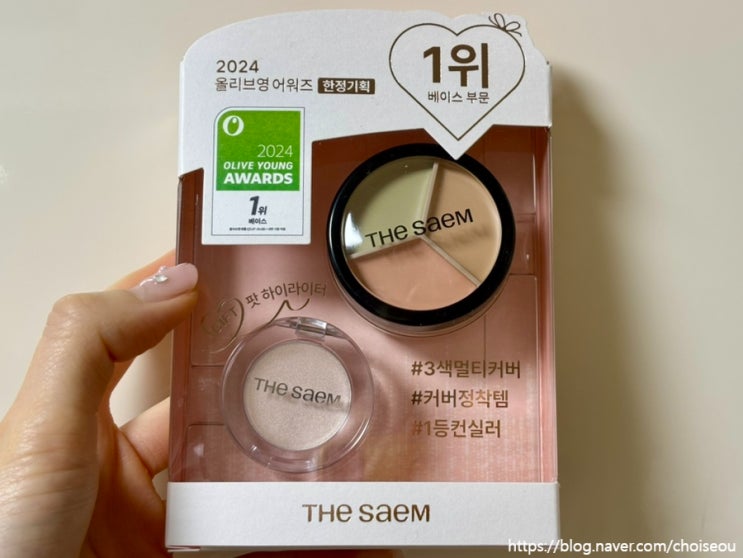 2024
올리브영 어워즈 한정기획
1위
베이스 부문
2024
OLIVE YOUNG
AWARDS
1위
베이스
THE SAEM
GIFT 팟 하이라이터
THE SAEM
#3색멀티커버
#커버정착템
#1등컨실러
THE SAEM
https://blog.naver.com/choiseou